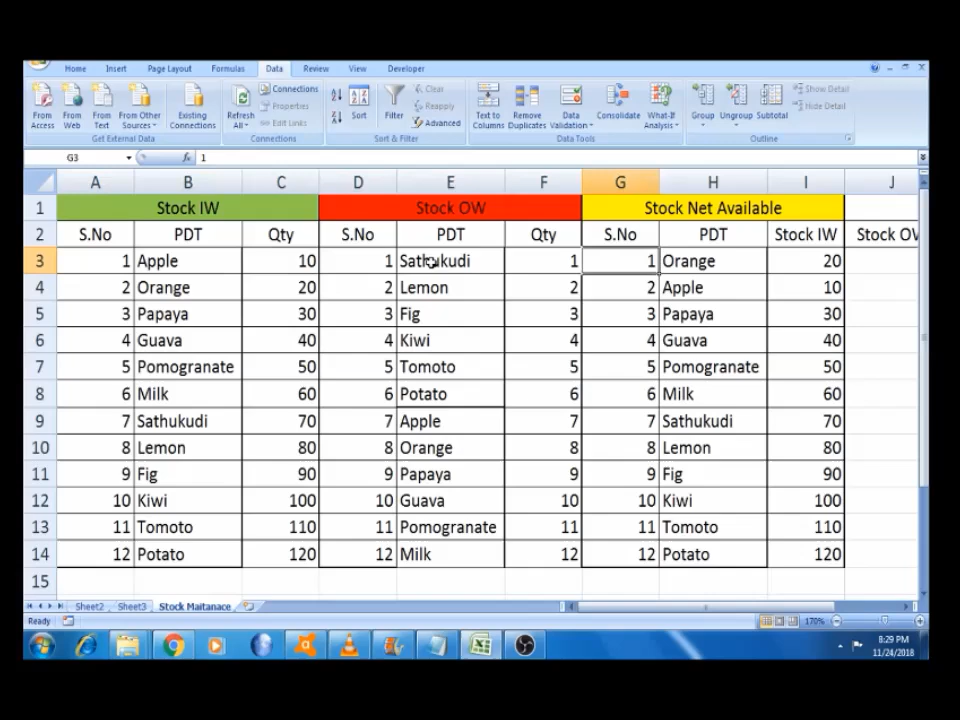 Home Insert Page Layout Formulas Data Review View Developer
From Access From Web From Text From Other Sources Existing Connections Refresh All Connections Properties Edit Links Sort Filter Clear Reapply Advanced Text to Columns Remove Duplicates Data Validation Consolidate What-If Analysis Group Ungroup Subtotal Show Detail Hide Detail
Get External Data Connections Sort & Filter Data Tools Outline
G3 fx 1
A B C D E F G H I J
1 Stock IW Stock OW Stock Net Available
2 S.No PDT Qty S.No PDT Qty S.No PDT Stock IW Stock OW
3 1 Apple 10 1 Sathukudi 1 1 Orange 20
4 2 Orange 20 2 Lemon 2 2 Apple 10
5 3 Papaya 30 3 Fig 3 3 Papaya 30
6 4 Guava 40 4 Kiwi 4 4 Guava 40
7 5 Pomogranate 50 5 Tomoto 5 5 Pomogranate 50
8 6 Milk 60 6 Potato 6 6 Milk 60
9 7 Sathukudi 70 7 Apple 7 7 Sathukudi 70
10 8 Lemon 80 8 Orange 8 8 Lemon 80
11 9 Fig 90 9 Papaya 9 9 Fig 90
12 10 Kiwi 100 10 Guava 10 10 Kiwi 100
13 11 Tomoto 110 11 Pomogranate 11 11 Tomoto 110
14 12 Potato 120 12 Milk 12 12 Potato 120
15
Sheet2 Sheet3 Stock Maitanace
Ready 170%
8:29 PM
11/24/2018